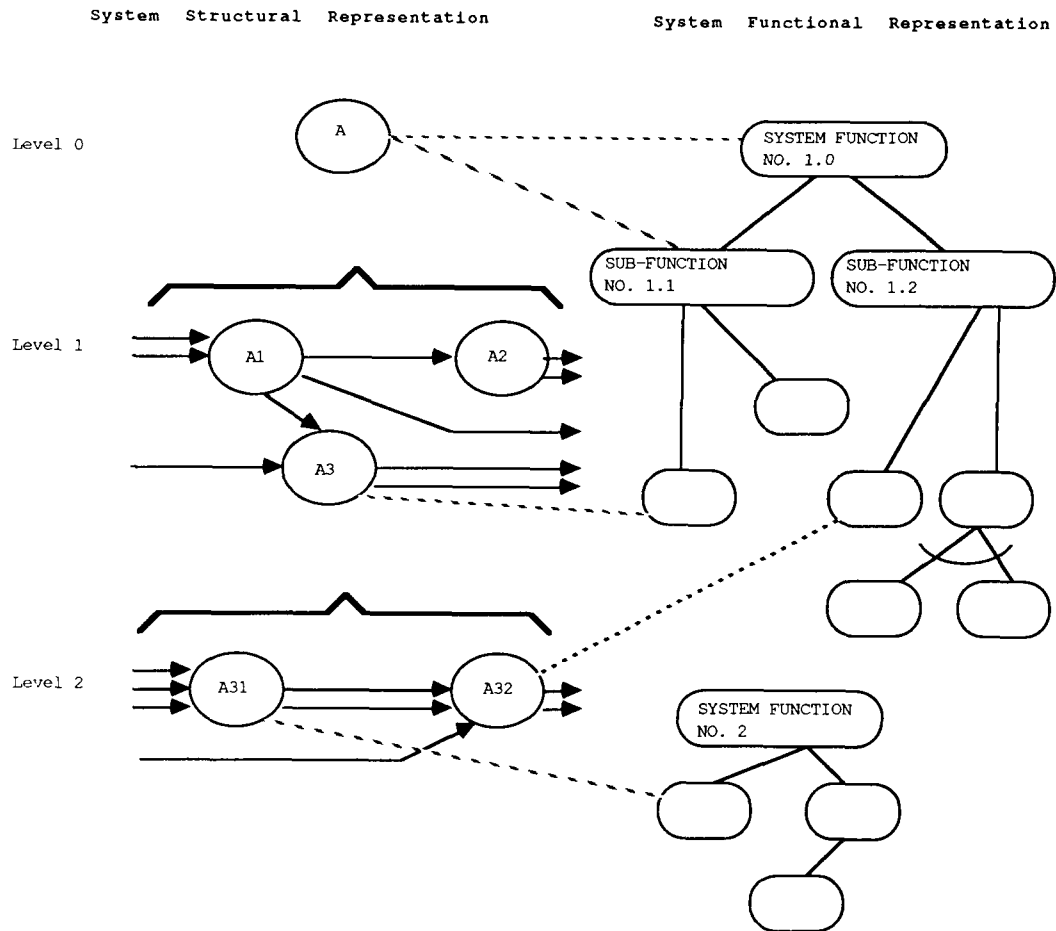 System Structural Representation
System Functional Representation
Level 0
A
SYSTEM FUNCTION
NO. 1.0
SUB-FUNCTION
NO. 1.1
SUB-FUNCTION
NO. 1.2
Level 1
A1
A2
A3
Level 2
A31
A32
SYSTEM FUNCTION
NO. 2